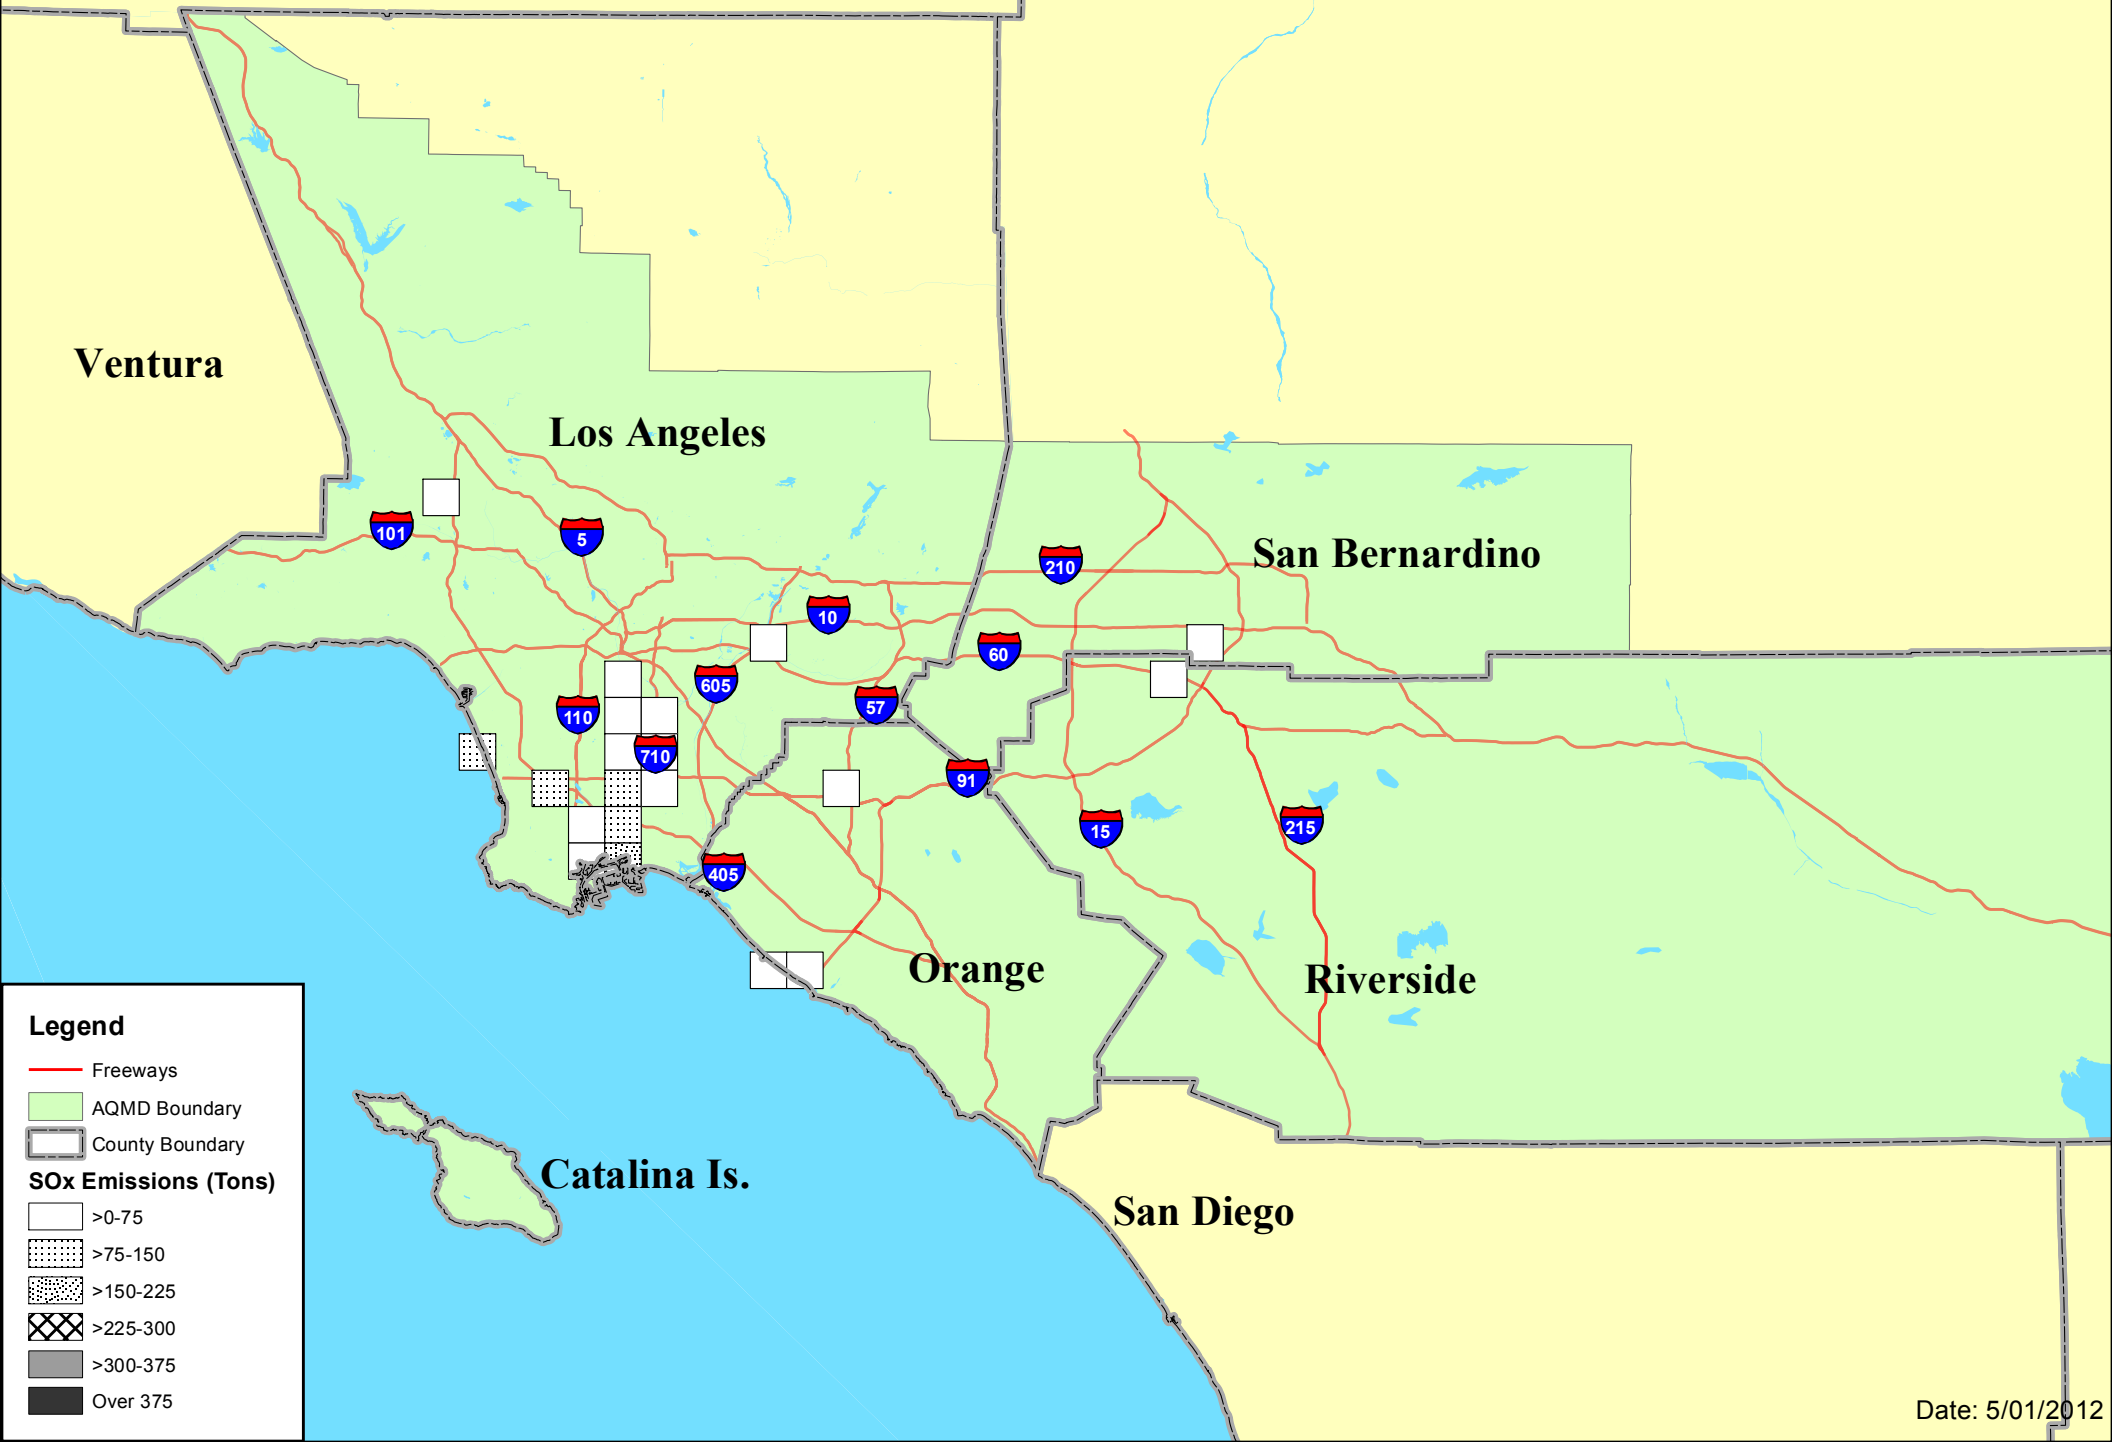 Ventura
Los Angeles
101
5
210
San Bernardino
10
60
605
57
110
710
91
15
215
405
Orange
Riverside
Catalina Is.
San Diego
Legend
Freeways
AQMD Boundary
County Boundary
SOx Emissions (Tons)
>0-75
>75-150
>150-225
>225-300
>300-375
Over 375
Date: 5/01/2012